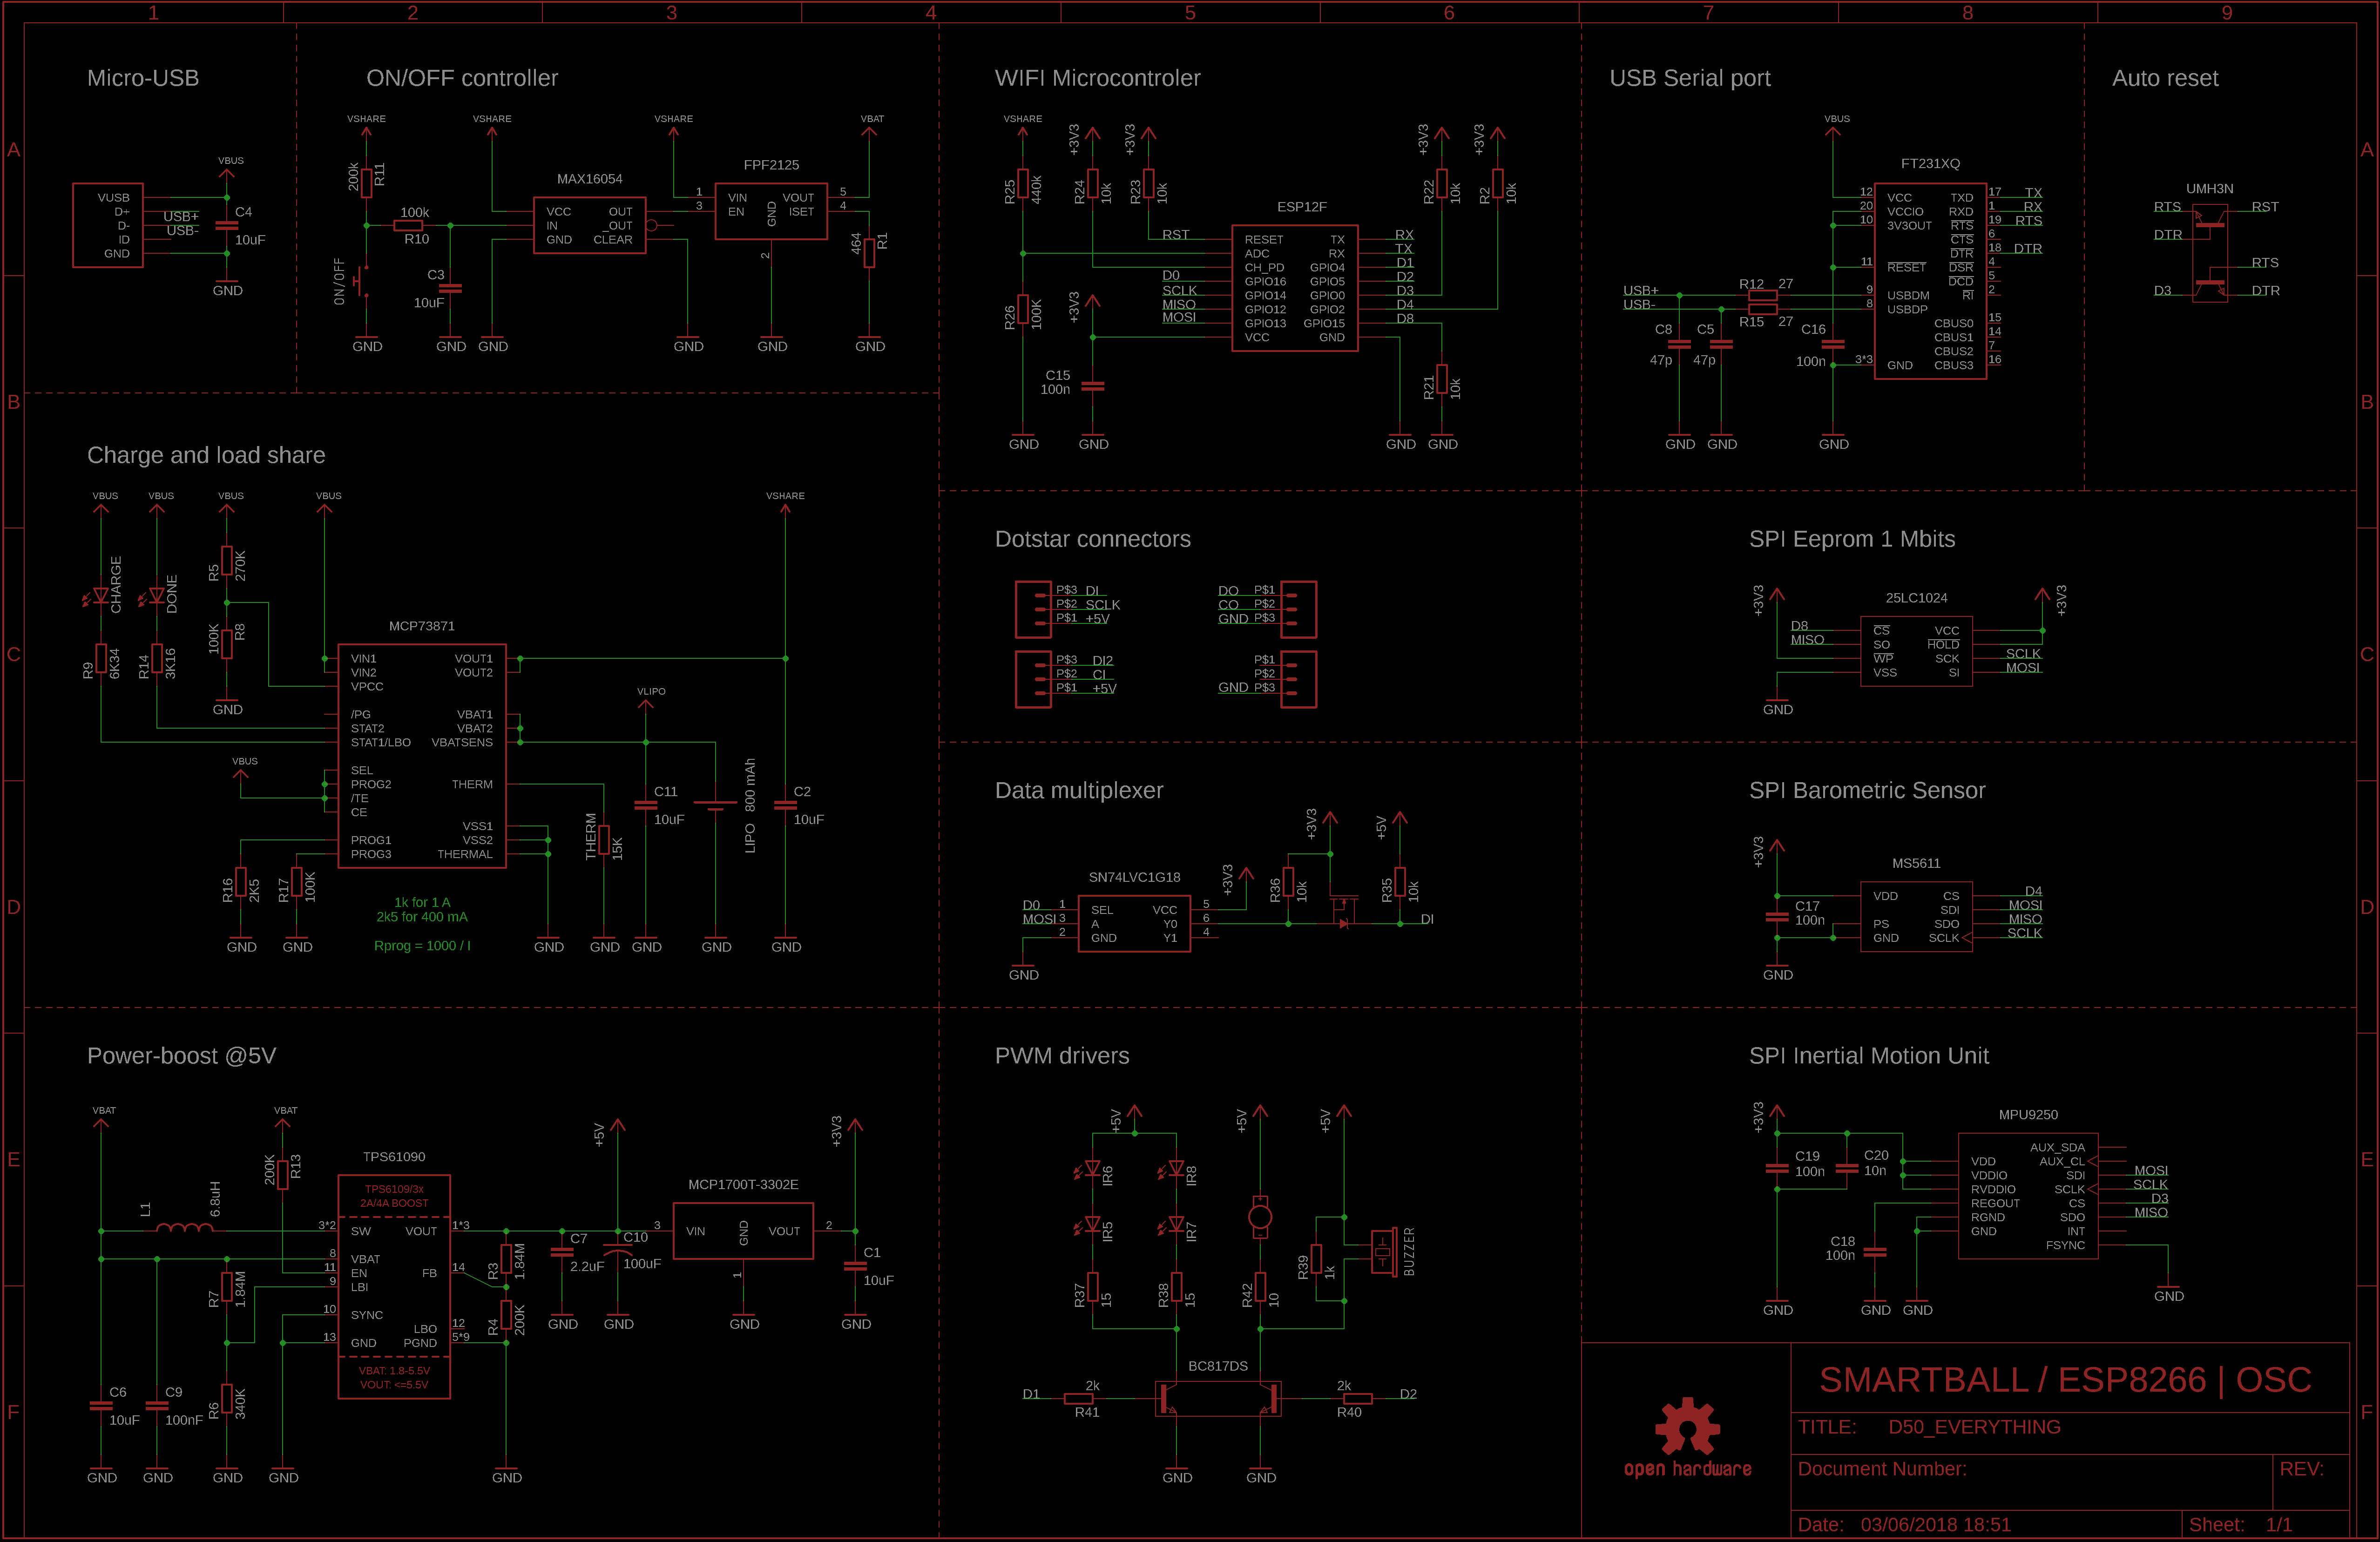 1 2 3 4 5 6 7 8 9
A
B
C
D
E
F
A
B
C
D
E
F
Micro-USB
VBUS
VUSB
D+
D-
ID
GND
USB+
USB-
C4
10uF
GND
ON/OFF controller
VSHARE
VSHARE
VSHARE
VBAT
200k
R11
100k
R10
ON/OFF
C3
10uF
MAX16054
VCC
IN
GND
OUT
_OUT
CLEAR
FPF2125
1
3
VIN
EN
GND
VOUT
ISET
5
4
2
464
R1
GND
GND
GND
GND
GND
GND
WIFI Microcontroler
VSHARE
+3V3
+3V3
+3V3
+3V3
R25
440k
R24
10k
R23
10k
R22
10k
R2
10k
ESP12F
RST
D0
SCLK
MISO
MOSI
RESET
ADC
CH_PD
GPIO16
GPIO14
GPIO12
GPIO13
VCC
TX
RX
GPIO4
GPIO5
GPIO0
GPIO2
GPIO15
GND
RX
TX
D1
D2
D3
D4
D8
R26
100K
+3V3
C15
100n
R21
10k
GND
GND
GND
GND
USB Serial port
VBUS
FT231XQ
12
20
10
11
9
8
3*3
VCC
VCCIO
3V3OUT
RESET
USBDM
USBDP
GND
TXD
RXD
RTS
CTS
DTR
DSR
DCD
RI
CBUS0
CBUS1
CBUS2
CBUS3
17
1
19
6
18
4
5
2
15
14
7
16
TX
RX
RTS
DTR
USB+
USB-
R12
27
R15
27
C8
47p
C5
47p
C16
100n
GND
GND
GND
Auto reset
UMH3N
RTS
DTR
D3
RST
RTS
DTR
Charge and load share
VBUS
VBUS
VBUS
VBUS
VSHARE
CHARGE
DONE
R5
270K
100K
R8
R9
6K34
R14
3K16
GND
VBUS
MCP73871
VIN1
VIN2
VPCC
/PG
STAT2
STAT1/LBO
SEL
PROG2
/TE
CE
PROG1
PROG3
VOUT1
VOUT2
VBAT1
VBAT2
VBATSENS
THERM
VSS1
VSS2
THERMAL
VLIPO
R16
2K5
R17
100K
THERM
15K
C11
10uF
LIPO 800 mAh
C2
10uF
1k for 1 A
2k5 for 400 mA
Rprog = 1000 / I
GND
GND
GND
GND
GND
GND
GND
Dotstar connectors
P$3 DI
P$2 SCLK
P$1 +5V
DO P$1
CO P$2
GND P$3
P$3 DI2
P$2 CI
P$1 +5V
P$1
P$2
GND P$3
SPI Eeprom 1 Mbits
+3V3
+3V3
25LC1024
D8
MISO
CS
SO
WP
VSS
VCC
HOLD
SCK
SI
SCLK
MOSI
GND
Data multiplexer
+3V3
+5V
SN74LVC1G18
+3V3
D0
MOSI
1
3
2
SEL
A
GND
VCC
Y0
Y1
5
6
4
R36
10k
R35
10k
DI
GND
SPI Barometric Sensor
+3V3
MS5611
C17
100n
VDD
PS
GND
CS
SDI
SDO
SCLK
D4
MOSI
MISO
SCLK
GND
Power-boost @5V
VBAT
VBAT
+5V
+3V3
200K
R13
L1
6.8uH
TPS61090
TPS6109/3x
2A/4A BOOST
3*2
8
11
9
10
13
SW
VBAT
EN
LBI
SYNC
GND
VOUT
FB
LBO
PGND
1*3
14
12
5*9
VBAT: 1.8-5.5V
VOUT: <=5.5V
R3
1.84M
R4
200K
C7
2.2uF
C10
100uF
MCP1700T-3302E
3
VIN
GND
VOUT
2
1
C1
10uF
R7
1.84M
R6
340K
C6
10uF
C9
100nF
GND
GND
GND
GND
GND
GND
GND
GND
GND
PWM drivers
+5V
+5V
+5V
IR6
IR8
IR5
IR7
R37
15
R38
15
R42
10
R39
1k
BUZZER
BC817DS
D1
2k
R41
2k
R40
D2
GND
GND
SPI Inertial Motion Unit
+3V3
MPU9250
C19
100n
C20
10n
C18
100n
VDD
VDDIO
RVDDIO
REGOUT
RGND
GND
AUX_SDA
AUX_CL
SDI
SCLK
CS
SDO
INT
FSYNC
MOSI
SCLK
D3
MISO
GND
GND
GND
GND
open hardware
SMARTBALL / ESP8266 | OSC
TITLE: D50_EVERYTHING
Document Number:
REV:
Date: 03/06/2018 18:51
Sheet: 1/1